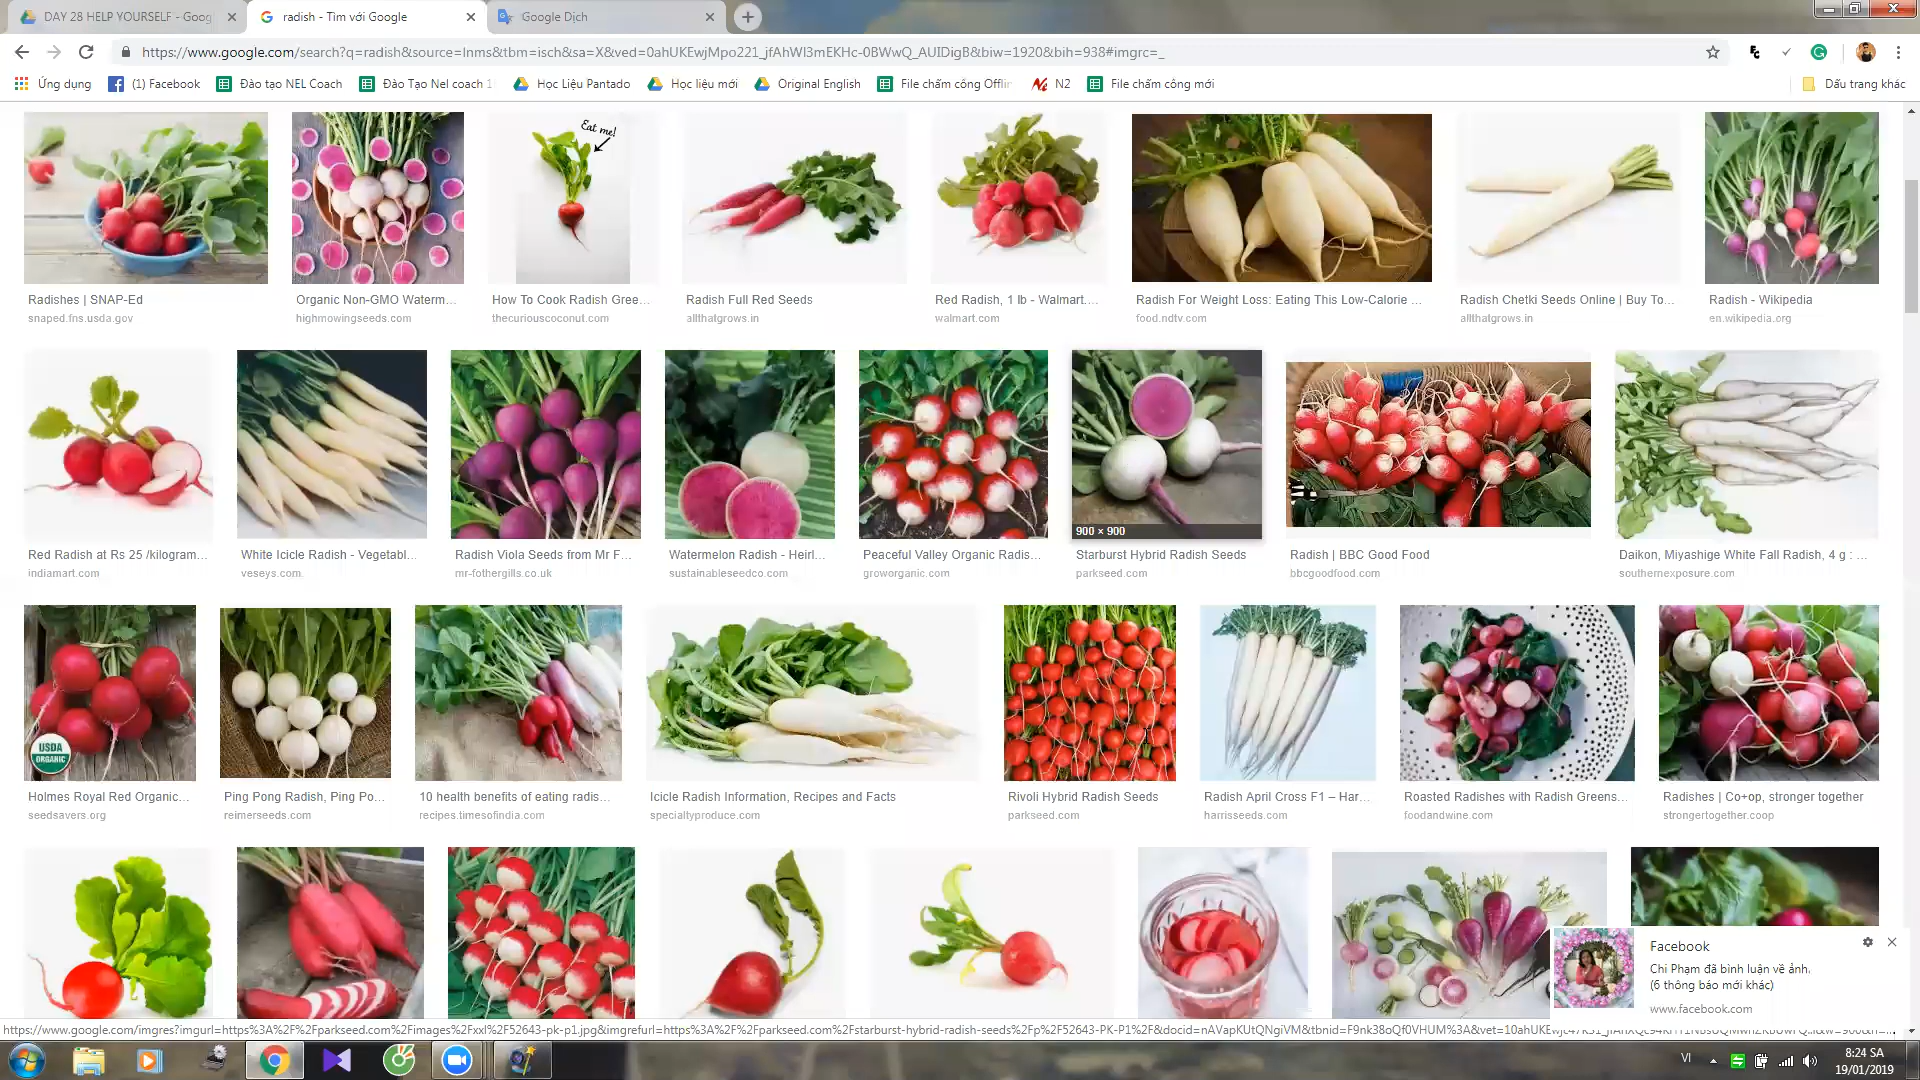 DAY 28 HELP YOURSELF - Goog
radish - Tìm với Google
Google Dịch
https://www.google.com/search?q=radish&source=lnms&tbm=isch&sa=X&ved=0ahUKEwjMpo221_jfAhWl3mEKHc-0BWwQ_AUIDigB&biw=1920&bih=938#imgrc=_
Ứng dụng
(1) Facebook
Đào tạo NEL Coach
Đào Tạo Nel coach 1
Học Liệu Pantado
Học liệu mới
Original English
File chấm công Offlin
N2
File chấm công mới
Dấu trang khác
Eat me!
Radishes | SNAP-Ed
snaped.fns.usda.gov
Organic Non-GMO Waterm...
highmowingseeds.com
How To Cook Radish Gree...
thecuriouscoconut.com
Radish Full Red Seeds
allthatgrows.in
Red Radish, 1 lb - Walmart....
walmart.com
Radish For Weight Loss: Eating This Low-Calorie ...
food.ndtv.com
Radish Chetki Seeds Online | Buy To...
allthatgrows.in
Radish - Wikipedia
en.wikipedia.org
900 × 900
Red Radish at Rs 25 /kilogram...
indiamart.com
White Icicle Radish - Vegetabl...
veseys.com
Radish Viola Seeds from Mr F...
mr-fothergills.co.uk
Watermelon Radish - Heirl...
sustainableseedco.com
Peaceful Valley Organic Radis...
groworganic.com
Starburst Hybrid Radish Seeds
parkseed.com
Radish | BBC Good Food
bbcgoodfood.com
Daikon, Miyashige White Fall Radish, 4 g : ...
southernexposure.com
USDA
ORGANIC
Holmes Royal Red Organic...
seedsavers.org
Ping Pong Radish, Ping Po...
reimerseeds.com
10 health benefits of eating radis...
recipes.timesofindia.com
Icicle Radish Information, Recipes and Facts
specialtyproduce.com
Rivoli Hybrid Radish Seeds
parkseed.com
Radish April Cross F1 – Har...
harrisseeds.com
Roasted Radishes with Radish Greens...
foodandwine.com
Radishes | Co+op, stronger together
strongertogether.coop
Facebook
Chi Phạm đã bình luận về ảnh.
(6 thông báo mới khác)
www.facebook.com
VI
8:24 SA
19/01/2019